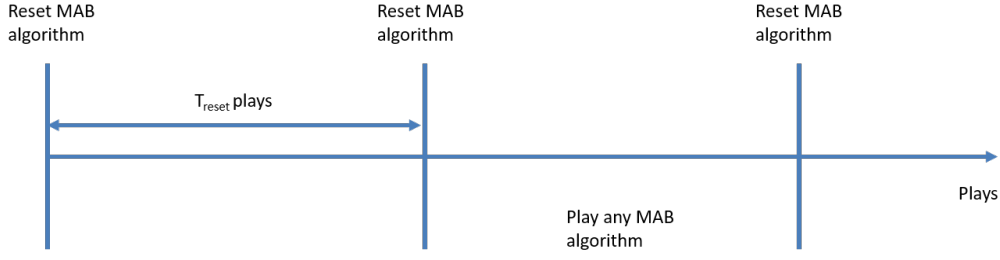 Reset MAB
algorithm
Reset MAB
algorithm
Reset MAB
algorithm
Treset plays
Plays
Play any MAB
algorithm